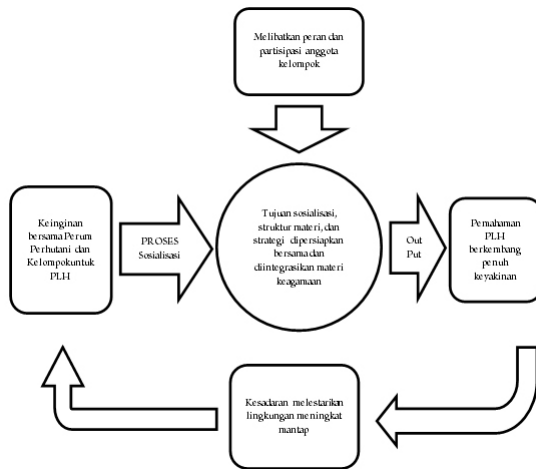 Melibatkan peran dan
partisipasi anggota
kelompok
Keinginan
bersama Perum
Perhutani dan
Kelompokuntuk
PLH
PROSES
Sosialisasi
Tujuan sosialisasi,
struktur materi, dan
strategi dipersiapkan
bersama dan
diintegrasikan materi
keagamaan
Out
Put
Pemahaman
PLH
berkembang
penuh
keyakinan
Kesadaran melestarikan
lingkungan meningkat
mantap